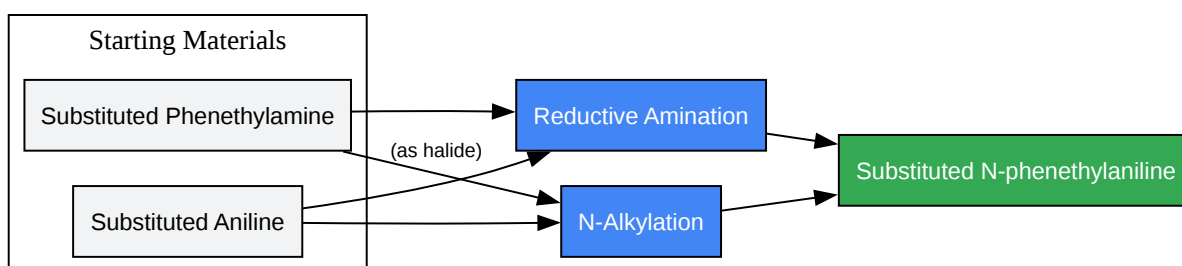 Starting Materials
Substituted Phenethylamine
Reductive Amination
(as halide)
Substituted N-phenethylaniline
Substituted Aniline
N-Alkylation